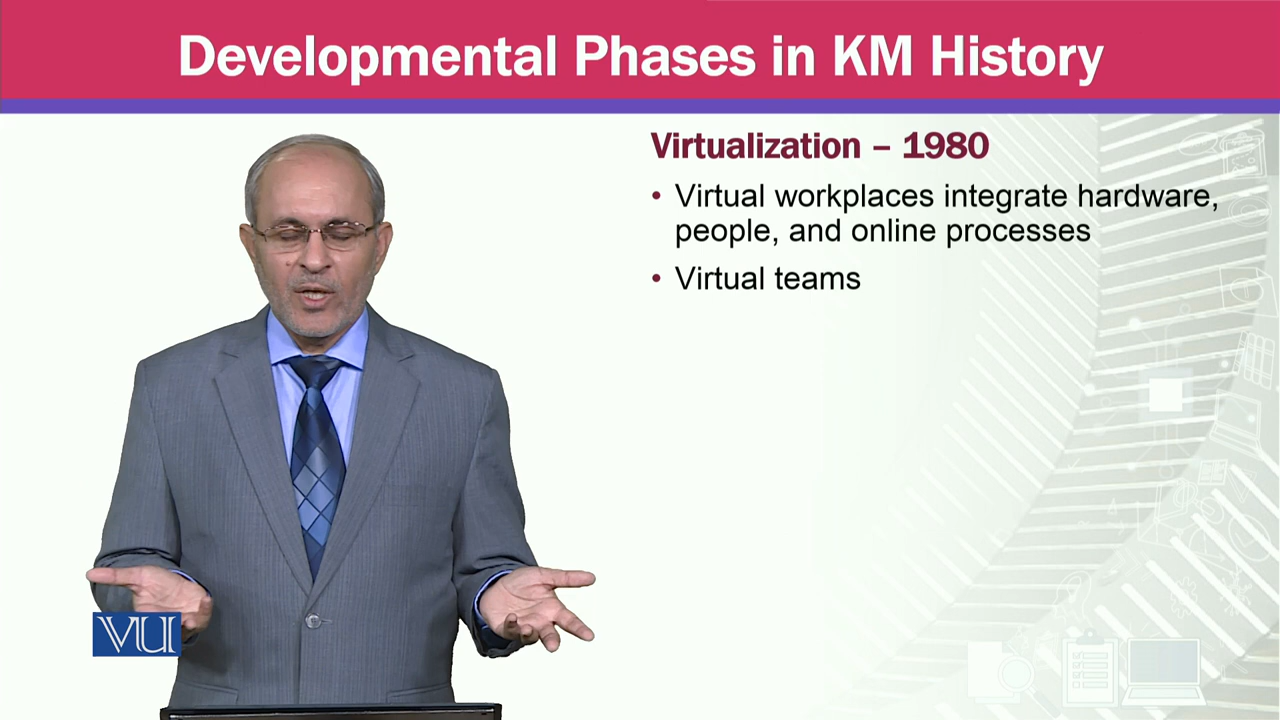 Developmental Phases in KM History
Virtualization – 1980
• Virtual workplaces integrate hardware,
people, and online processes
• Virtual teams
VU